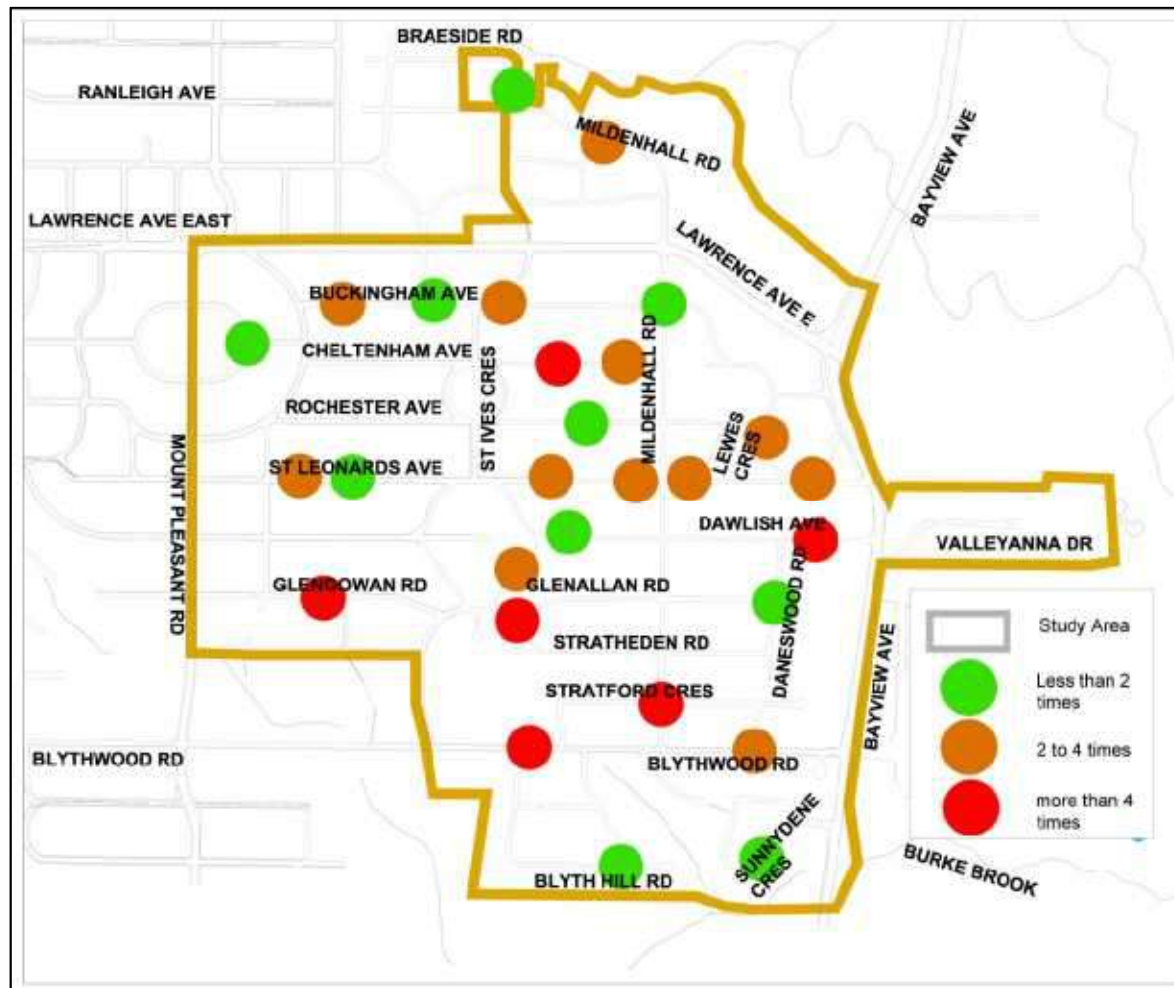 BRAESIDE RD
RANLEIGH AVE
MILDENHALL RD
BAYVIEW AVE
LAWRENCE AVE EAST
LAWRENCE AVE E
BUCKINGHAM AVE
CHELTENHAM AVE
ST IVES CRES
MILDENHALL RD
ROCHESTER AVE
LEWES
CRES
MOUNT PLEASANT RD
ST LEONARDS AVE
DAWLISH AVE
VALLEYANNA DR
GLENGOWAN RD
GLENALLAN RD
DANESWOOD RD
STRATHEDEN RD
BAYVIEW AVE
STRATFORD CRES
BLYTHWOOD RD
BLYTHWOOD RD
SUNNYDENE
CRES
BLYTH HILL RD
BURKE BROOK
Study Area
Less than 2
times
2 to 4 times
more than 4
times